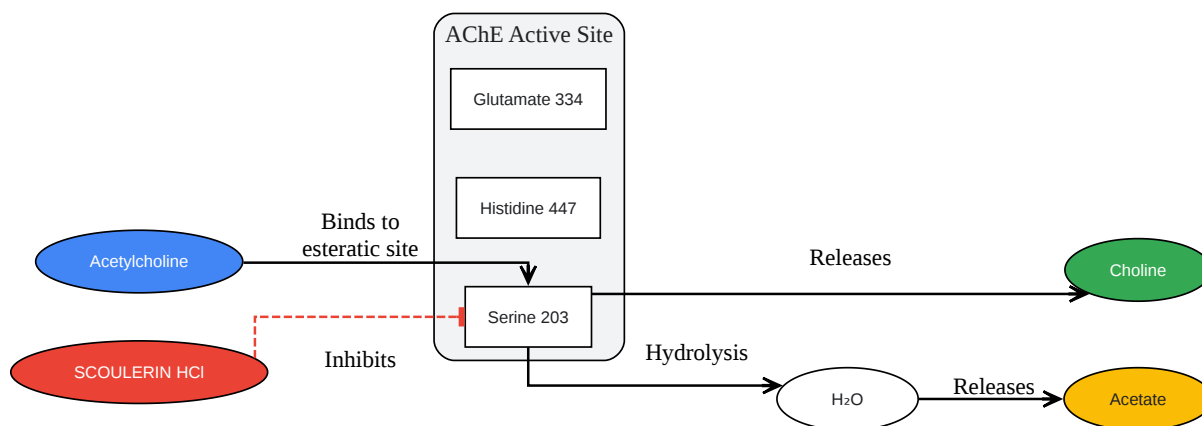 AChE Active Site
Glutamate 334
Histidine 447
Binds to
esteratic site
Acetylcholine
Releases
Choline
Serine 203
SCOULERIN HCl
Inhibits
Hydrolysis
H₂O
Releases
Acetate